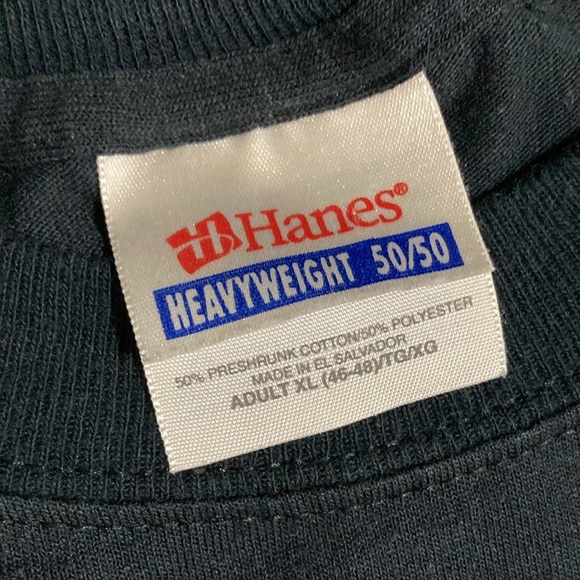 HB Hanes®
HEAVYWEIGHT 50/50
50% PRESHRUNK COTTON/50% POLYESTER
MADE IN EL SALVADOR
ADULT XL (46-48)/TG/XG